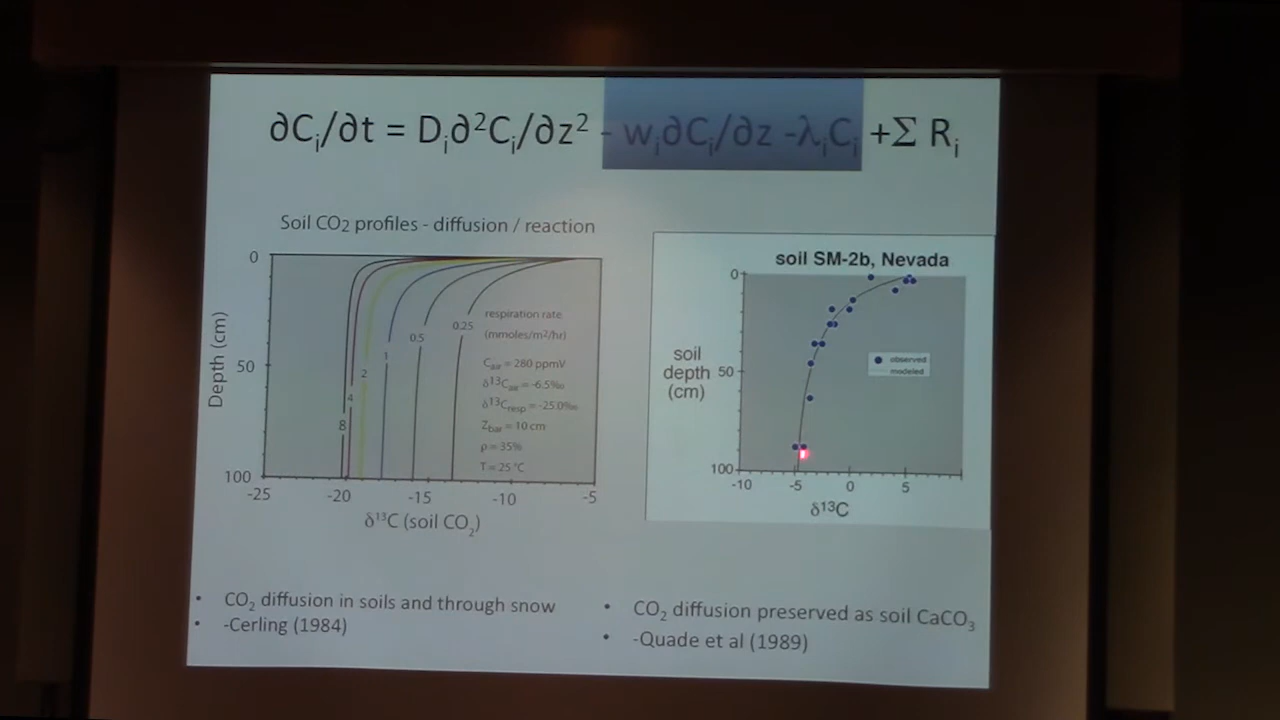 ∂Cᵢ/∂t = Dᵢ∂²Cᵢ/∂z² - wᵢ∂Cᵢ/∂z -λᵢCᵢ +Σ Rᵢ
Soil CO2 profiles - diffusion / reaction
0
50
100
Depth (cm)
8
4
2
1
0.5
0.25
respiration rate
(mmoles/m²/hr)
Cair = 280 ppmV
δ¹³Cair = -6.5‰
δ¹³Cresp = -25.0‰
Zbar = 10 cm
ρ = 35%
T = 25 °C
-25 -20 -15 -10 -5
δ¹³C (soil CO₂)
soil SM-2b, Nevada
0
50
100
soil
depth
(cm)
observed
modeled
-10 -5 0 5
δ¹³C
• CO₂ diffusion in soils and through snow
• -Cerling (1984)
• CO₂ diffusion preserved as soil CaCO₃
• -Quade et al (1989)